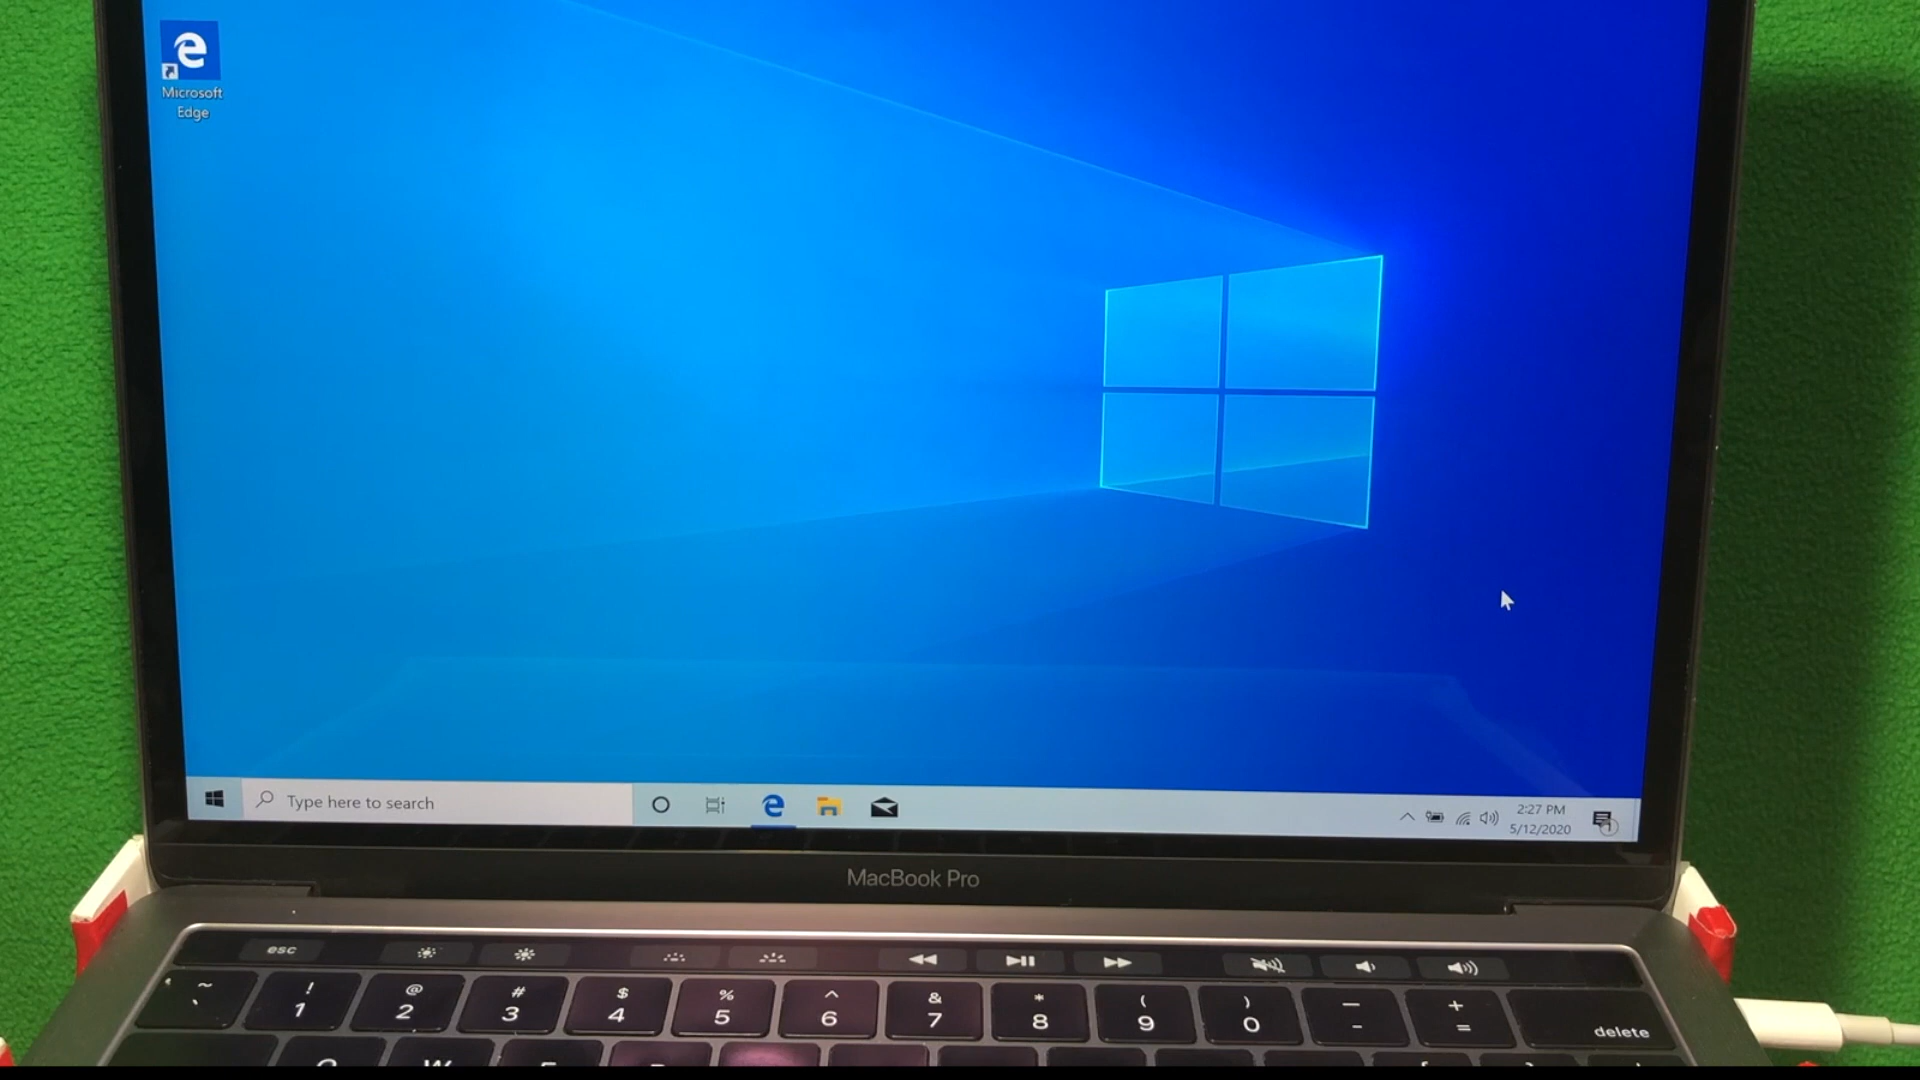 Microsoft
Edge
Type here to search
2:27 PM
5/12/2020
1
MacBook Pro
esc
~ ! @ # $ % ^ & * ( ) — +
` 1 2 3 4 5 6 7 8 9 0 - = delete